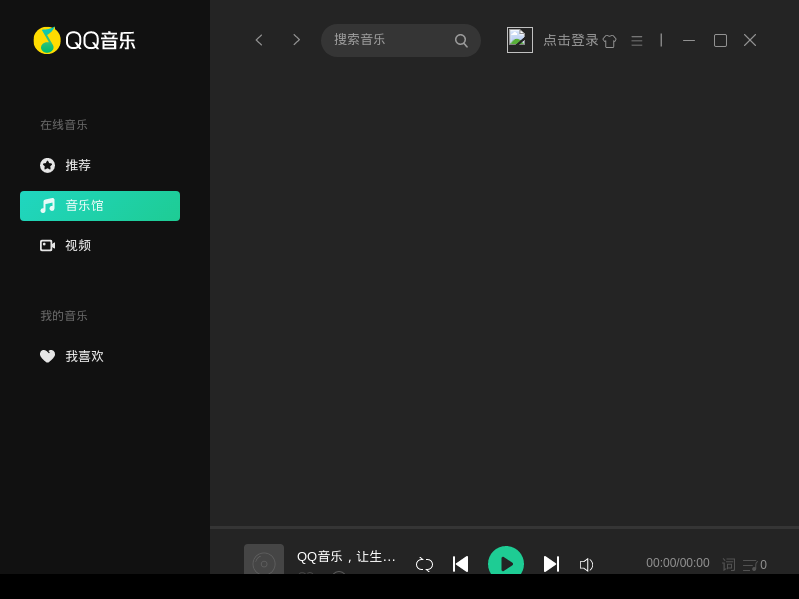 QQ音乐
搜索音乐
点击登录
在线音乐
推荐
音乐馆
视频
我的音乐
我喜欢
QQ音乐，让生...
00:00/00:00
词
0